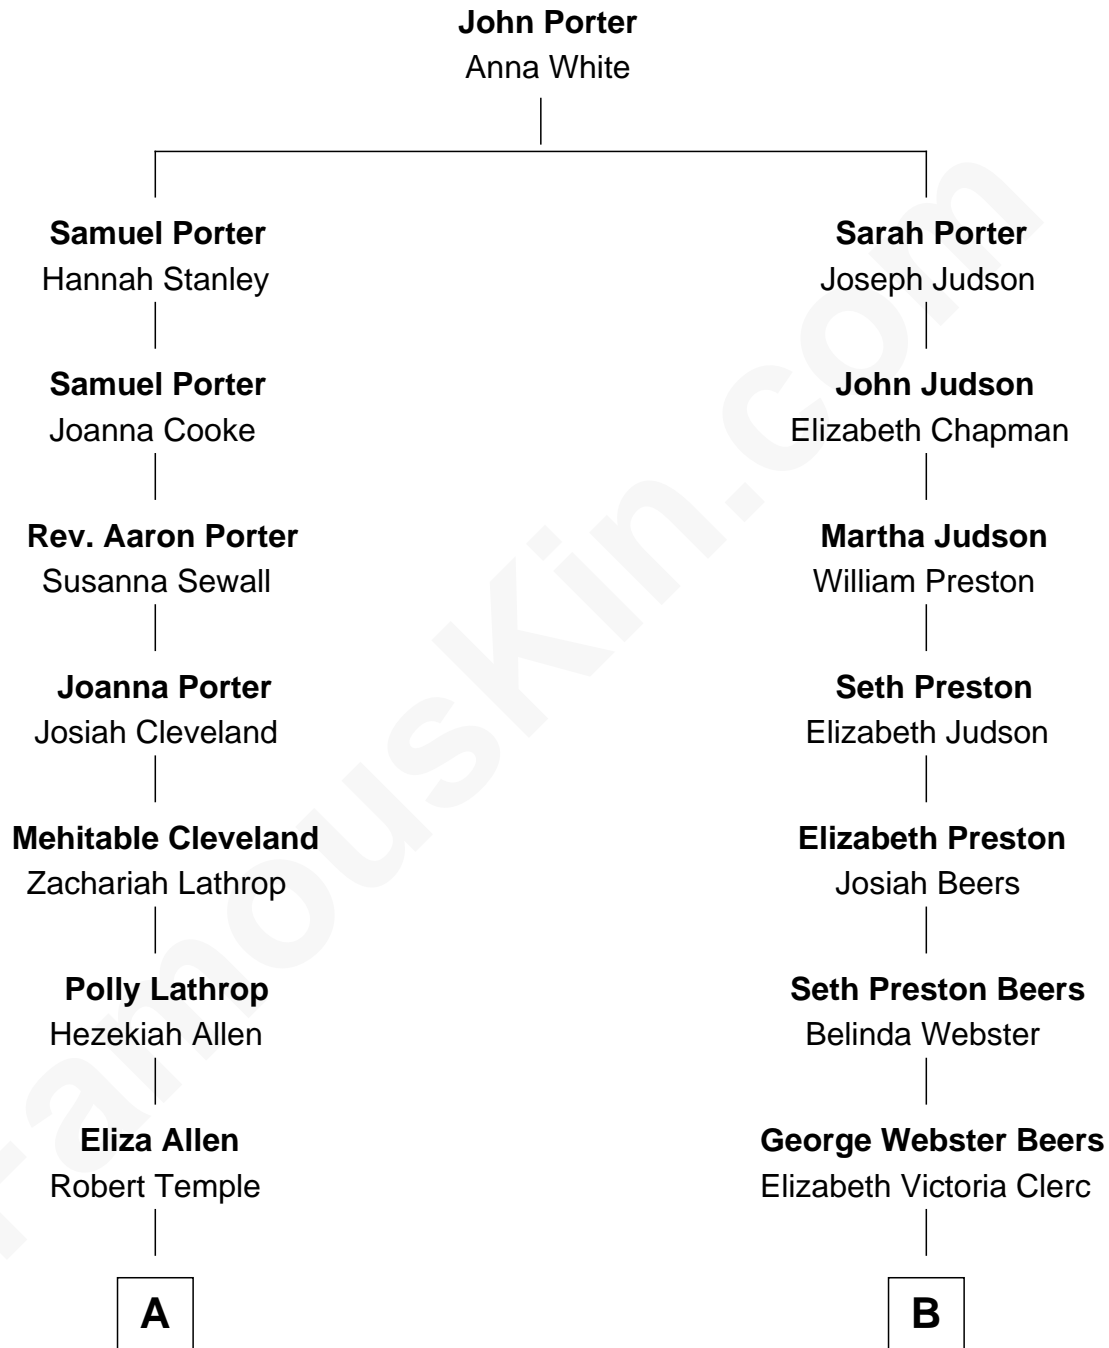 John Porter
Anna White
Samuel Porter
Hannah Stanley
Sarah Porter
Joseph Judson
Samuel Porter
Joanna Cooke
John Judson
Elizabeth Chapman
Rev. Aaron Porter
Susanna Sewall
Martha Judson
William Preston
Joanna Porter
Josiah Cleveland
Seth Preston
Elizabeth Judson
Mehitable Cleveland
Zachariah Lathrop
Elizabeth Preston
Josiah Beers
Polly Lathrop
Hezekiah Allen
Seth Preston Beers
Belinda Webster
Eliza Allen
Robert Temple
George Webster Beers
Elizabeth Victoria Clerc
A
B
FamousKin.com